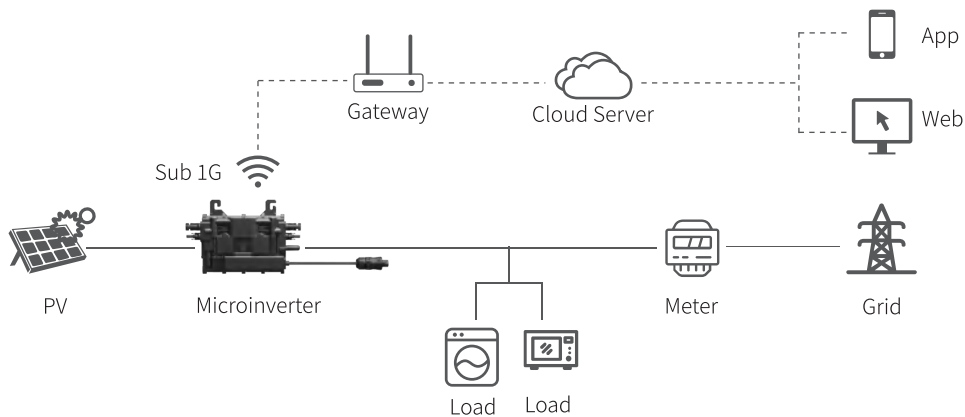 App
Gateway
Cloud Server
Web
Sub 1G
PV
Microinverter
Meter
Grid
Load
Load